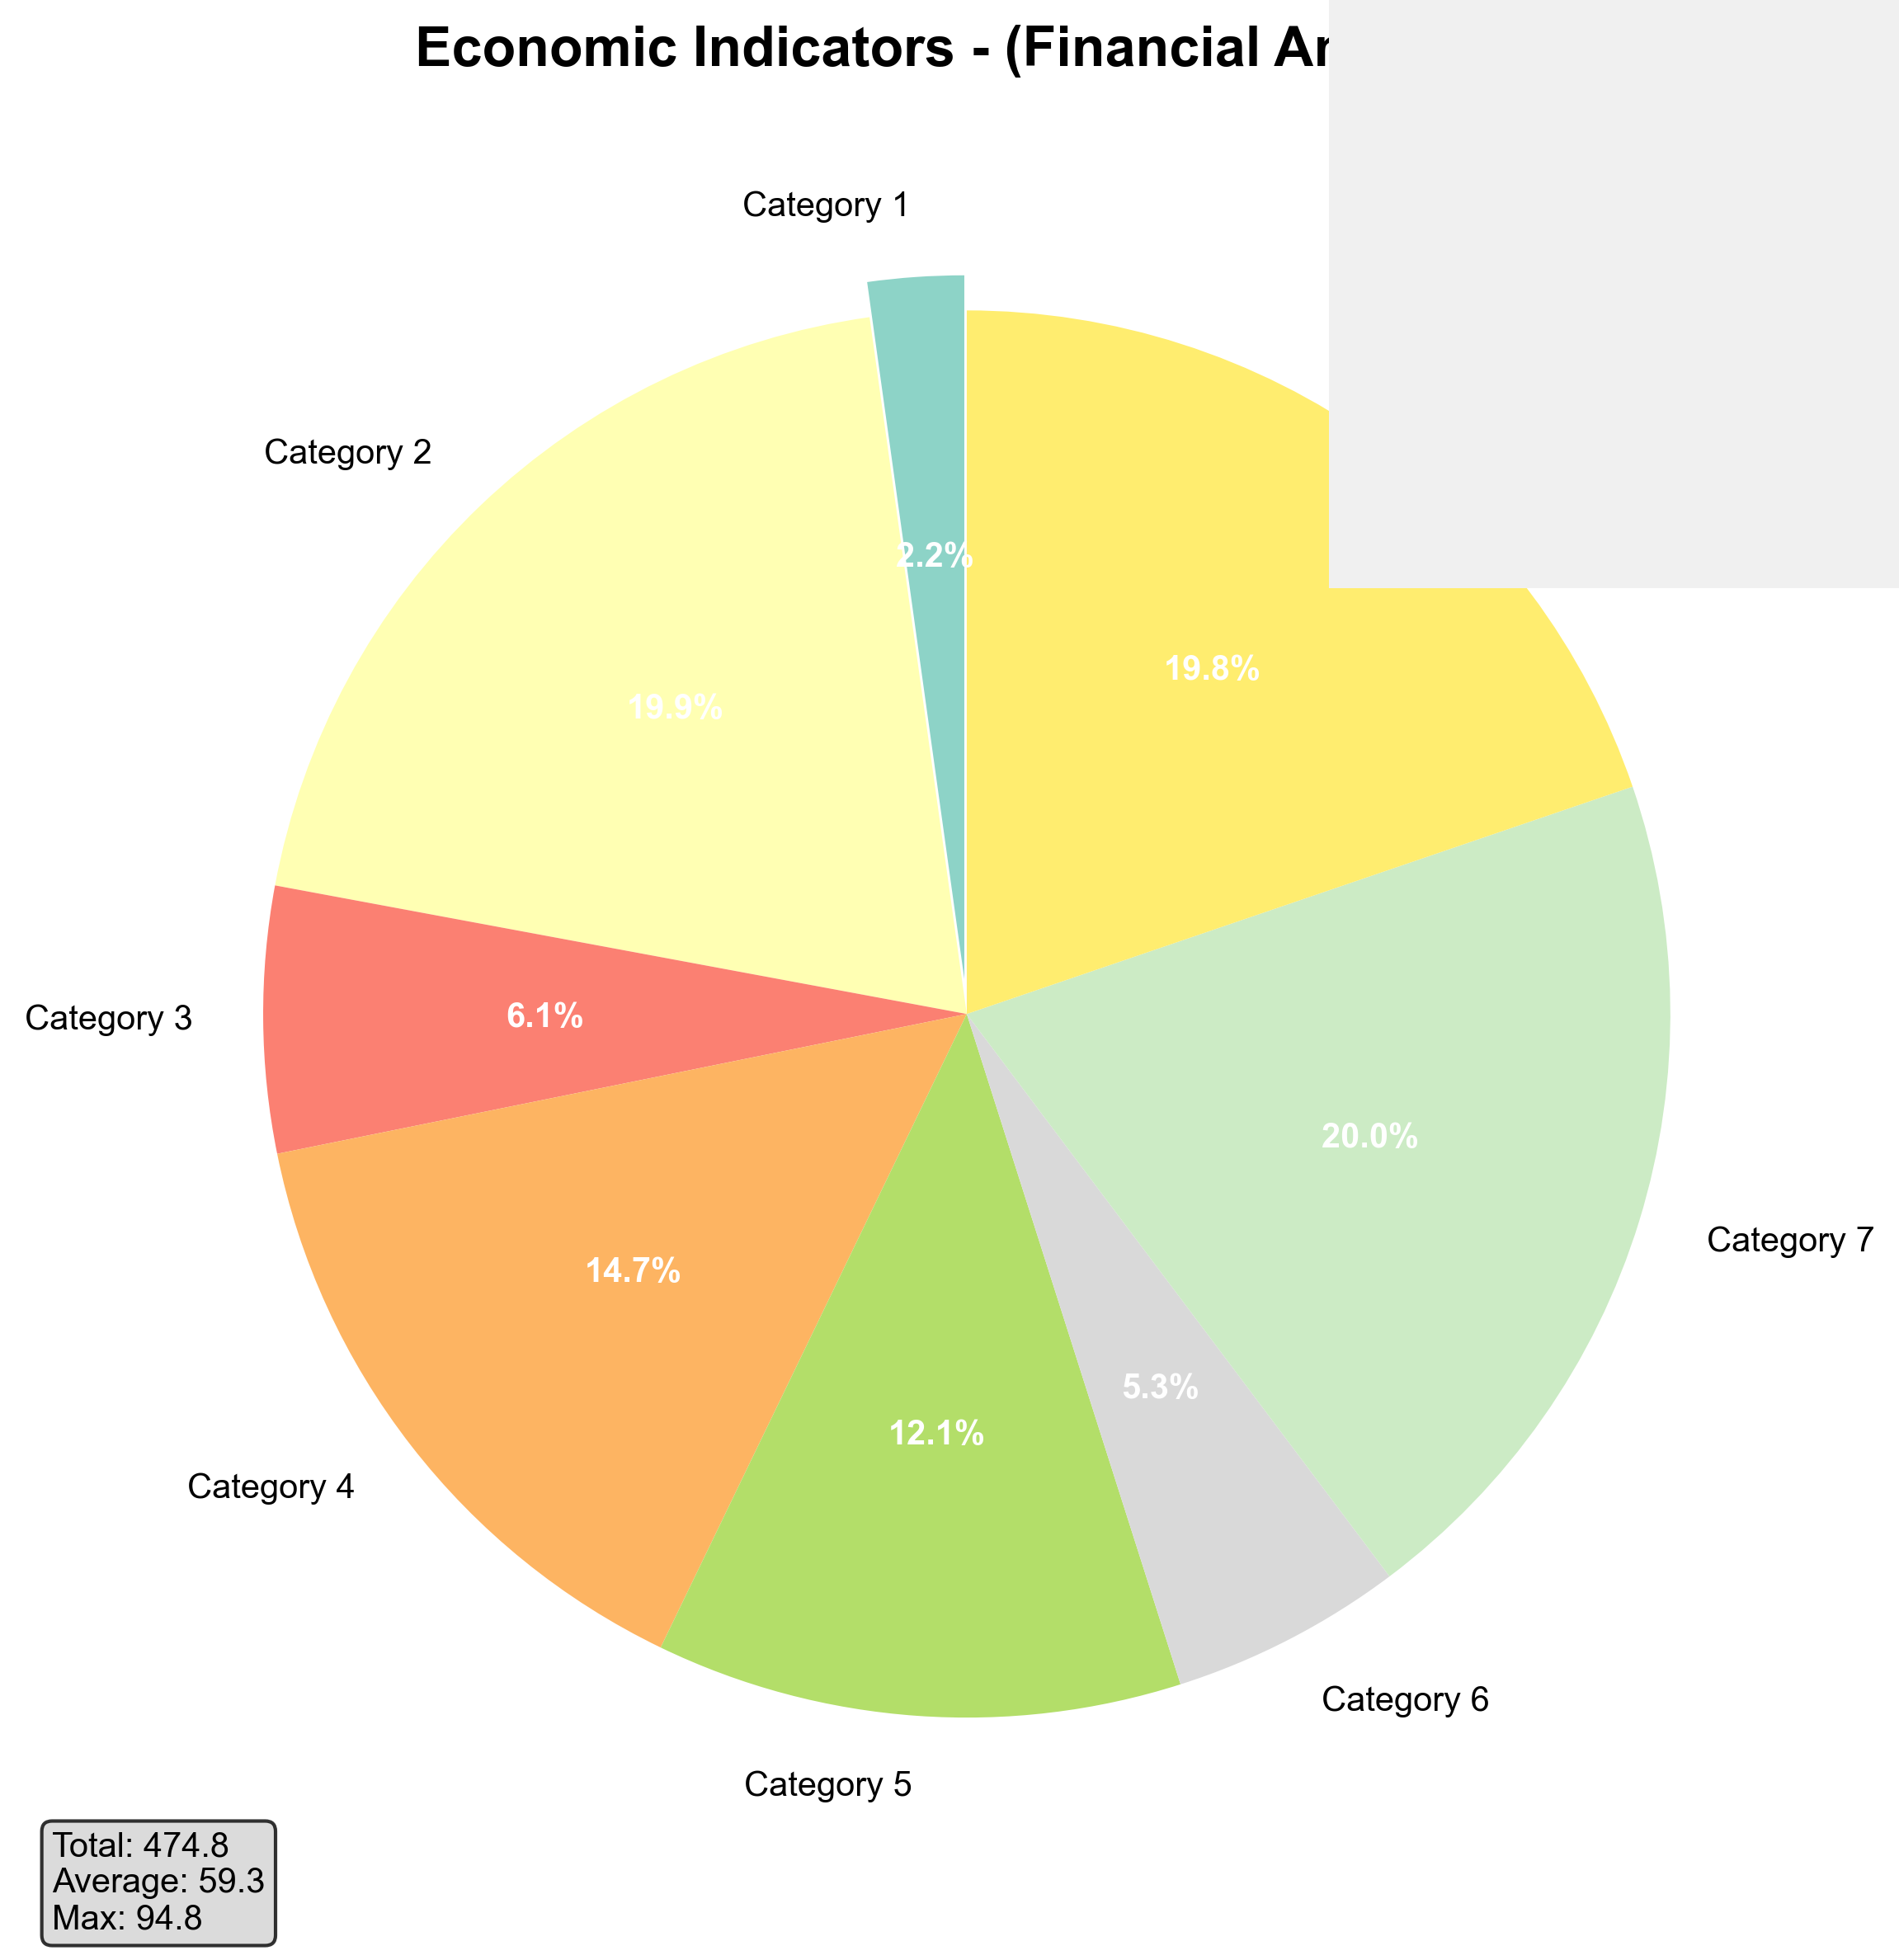 Economic Indicators - (Financial
Category 1
Category 2
2.2%
19.8%
19.9%
Category 3
6.1%
20.0%
Category 7
14.7%
5.3%
12.1%
Category 4
Category 6
Category 5
Total: 474.8
Average: 59.3
Max: 94.8